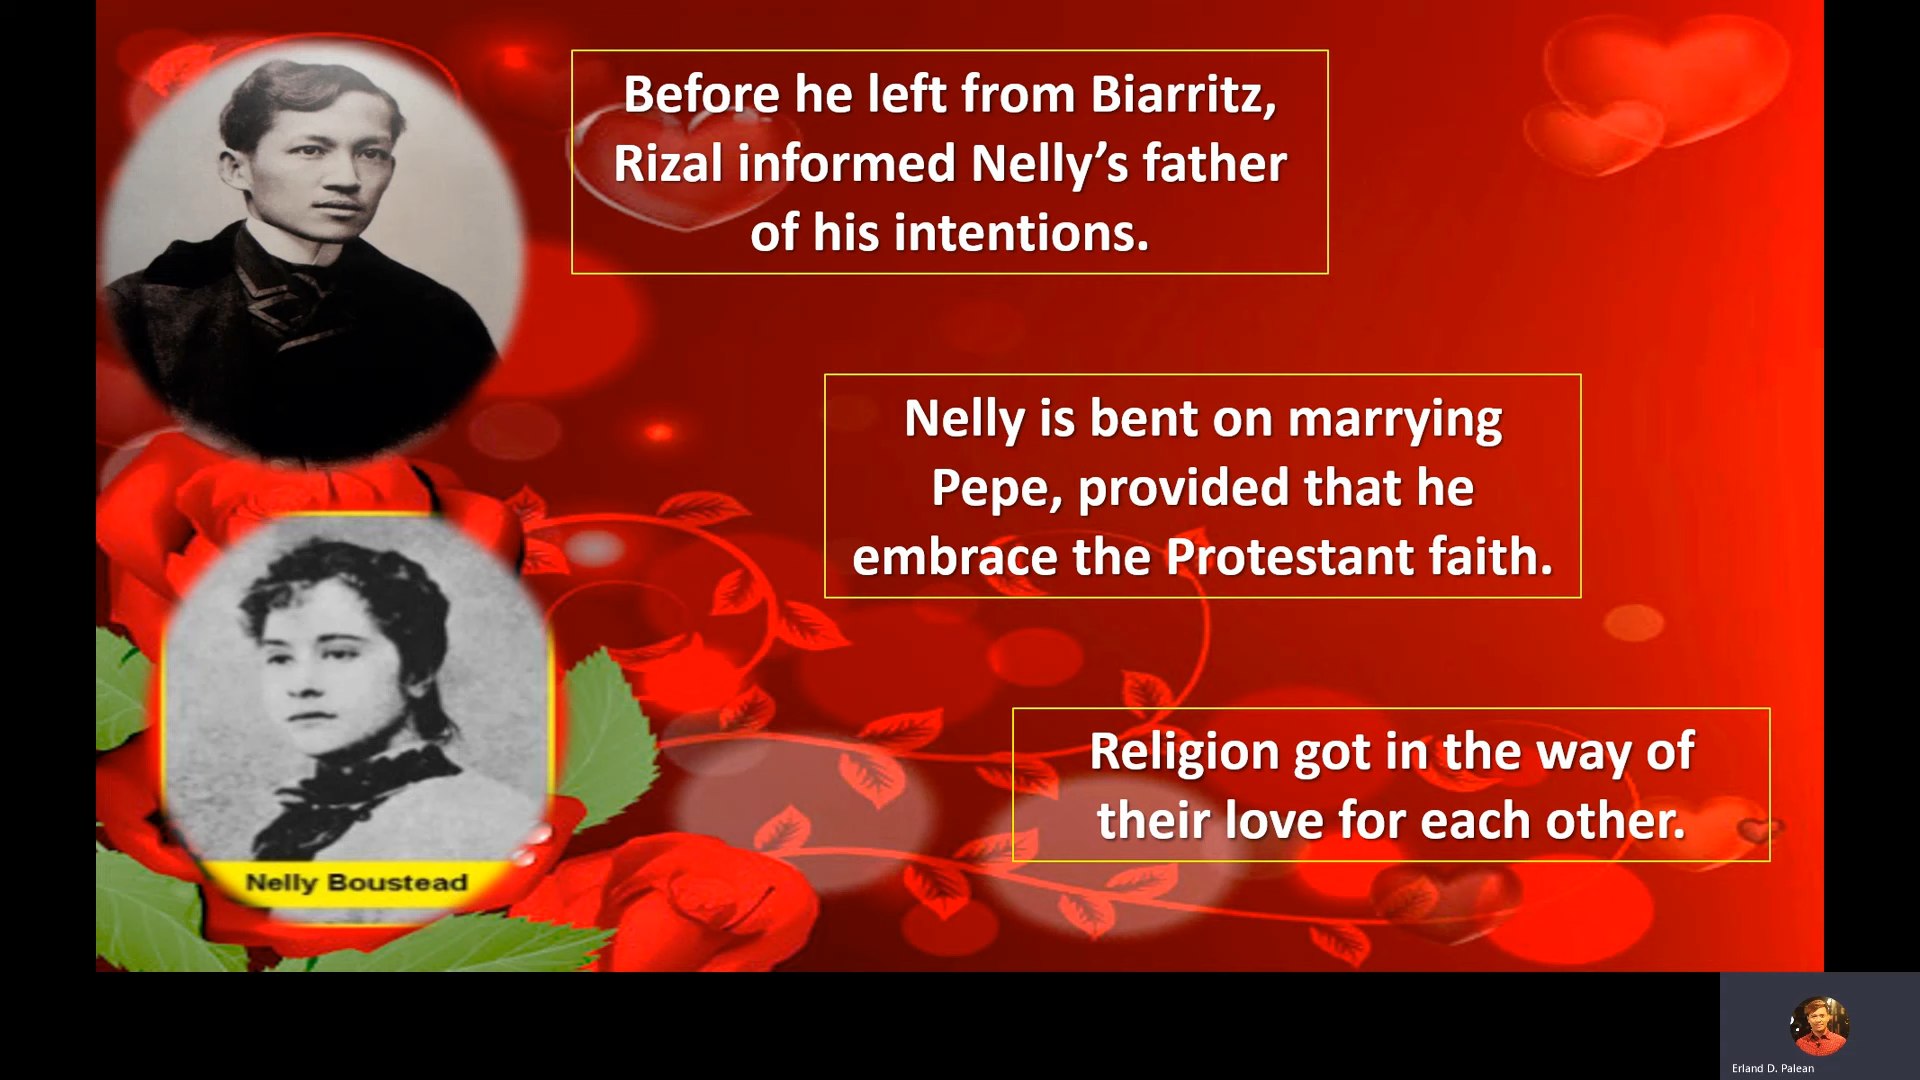 Before he left from Biarritz,
Rizal informed Nelly’s father
of his intentions.
Nelly is bent on marrying
Pepe, provided that he
embrace the Protestant faith.
Religion got in the way of
their love for each other.
Nelly Boustead
Erland D. Palean